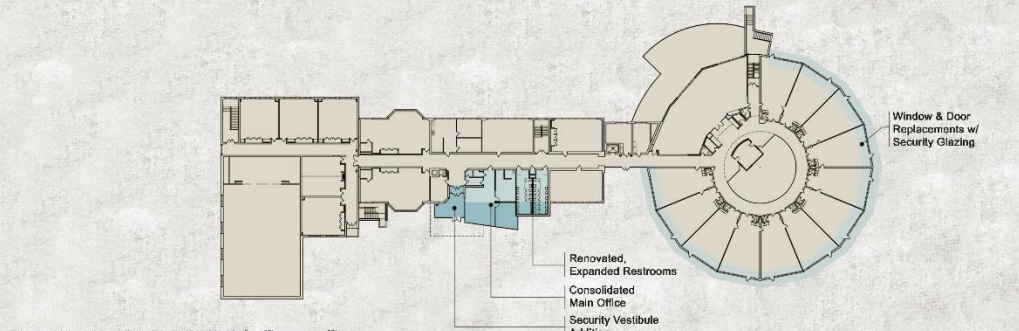 Window & Door
Replacements w/
Security Glazing
Renovated,
Expanded Restrooms
Consolidated
Main Office
Security Vestibule